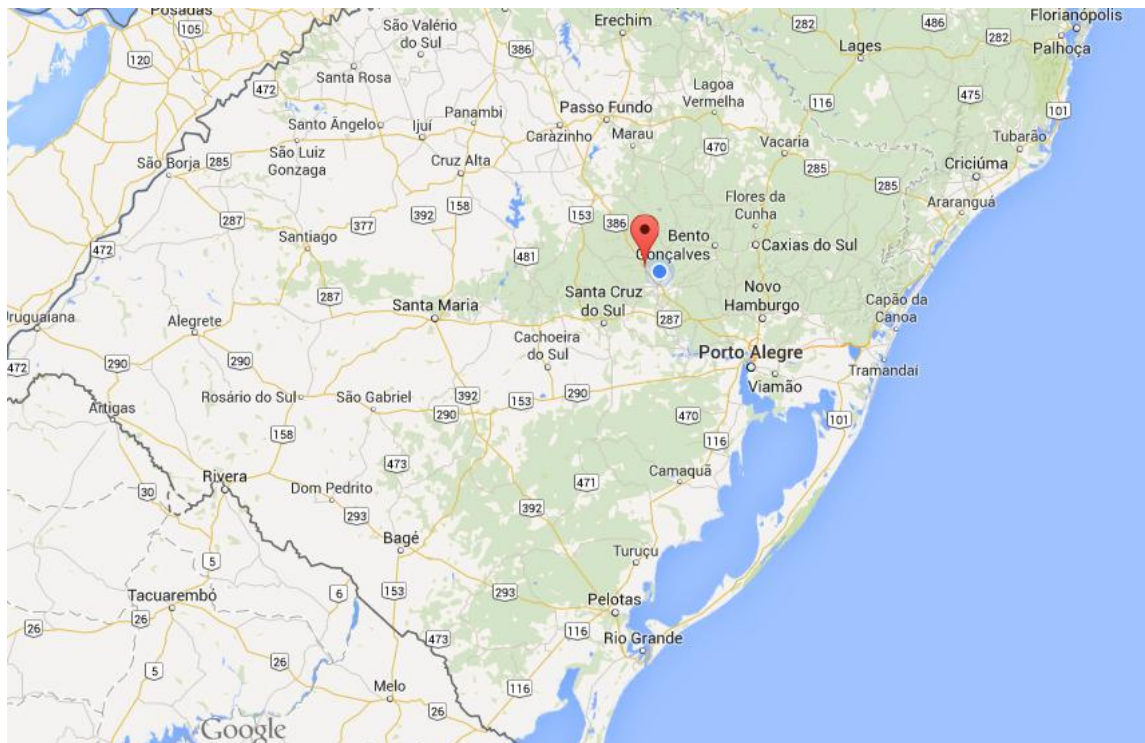 Posadas
Erechim
Florianópolis
105
São Valério
do Sul
386
282
486
282
Palhoça
Lages
120
Santa Rosa
472
Lagoa
Vermelha
475
116
101
Panambi
Passo Fundo
Santo Ângelo
Ijuí
Carazinho
Marau
Tubarão
470
Vacaria
São Borja
285
São Luiz
Gonzaga
Cruz Alta
285
Criciúma
285
Flores da
Cunha
Araranguá
287
377
392
158
153
386
Santiago
Bento
Gonçalves
Caxias do Sul
472
481
287
Santa Maria
Santa Cruz
do Sul
Novo
Hamburgo
Capão da
Canoa
Uruguaiana
Alegrete
287
Cachoeira
do Sul
Porto Alegre
472
290
290
Tramandaí
Viamão
Rosário do Sul
São Gabriel
392
153
290
Artigas
290
470
101
158
116
473
Camaquã
Rivera
30
Dom Pedrito
471
293
392
Bagé
Turuçu
5
153
293
6
Tacuarembó
Pelotas
26
26
116
473
Rio Grande
26
5
116
Melo
26
Google